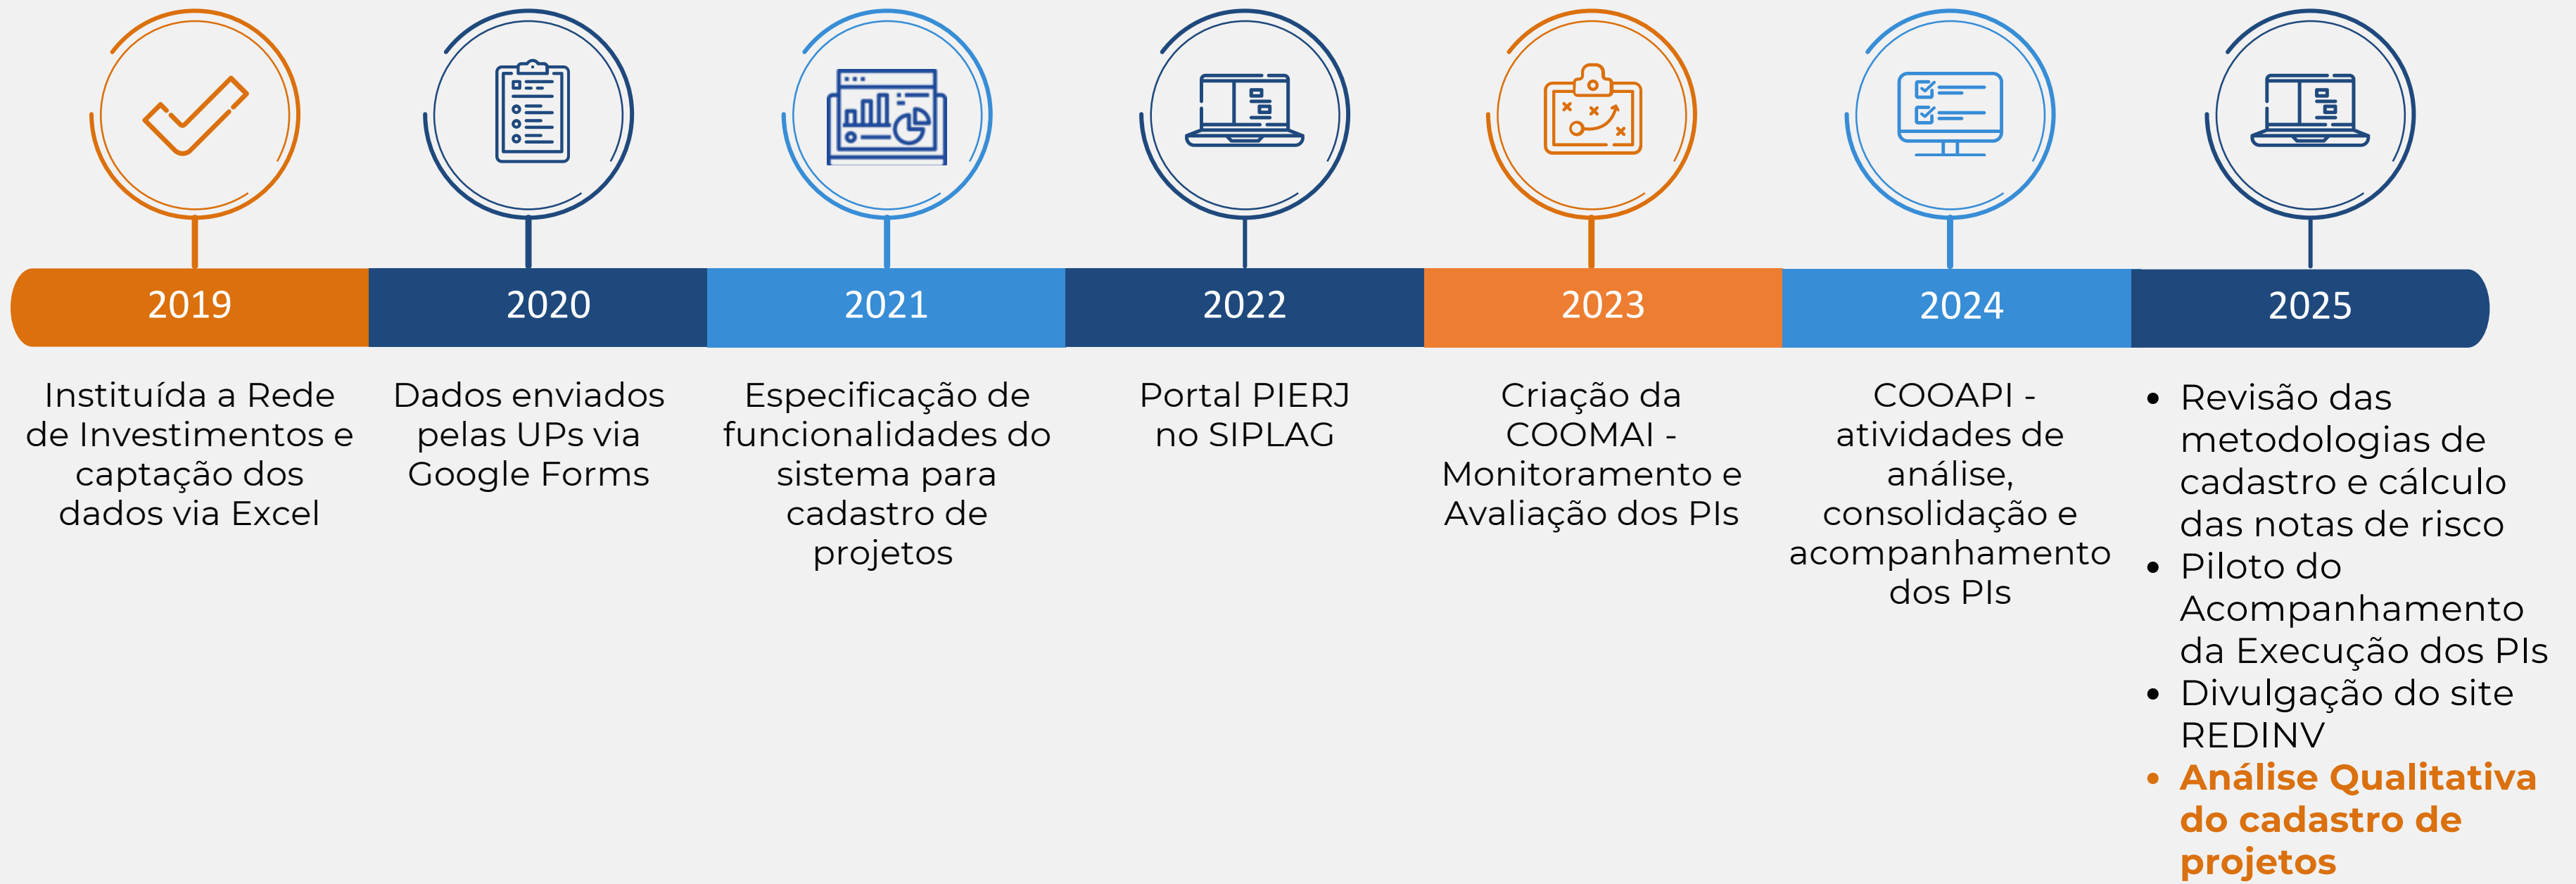 2019
Instituída a Rede
de Investimentos e
captação dos
dados via Excel
2020
Dados enviados
pelas UPs via
Google Forms
2021
Especificação de
funcionalidades do
sistema para
cadastro de
projetos
2022
Portal PIERJ
no SIPLAG
2023
Criação da
COOMAI -
Monitoramento e
Avaliação dos PIs
2024
COOAPI -
atividades de
análise,
consolidação e
acompanhamento
dos PIs
2025
• Revisão das
metodologias de
cadastro e cálculo
das notas de risco
• Piloto do
Acompanhamento
da Execução dos PIs
• Divulgação do site
REDINV
• Análise Qualitativa
do cadastro de
projetos